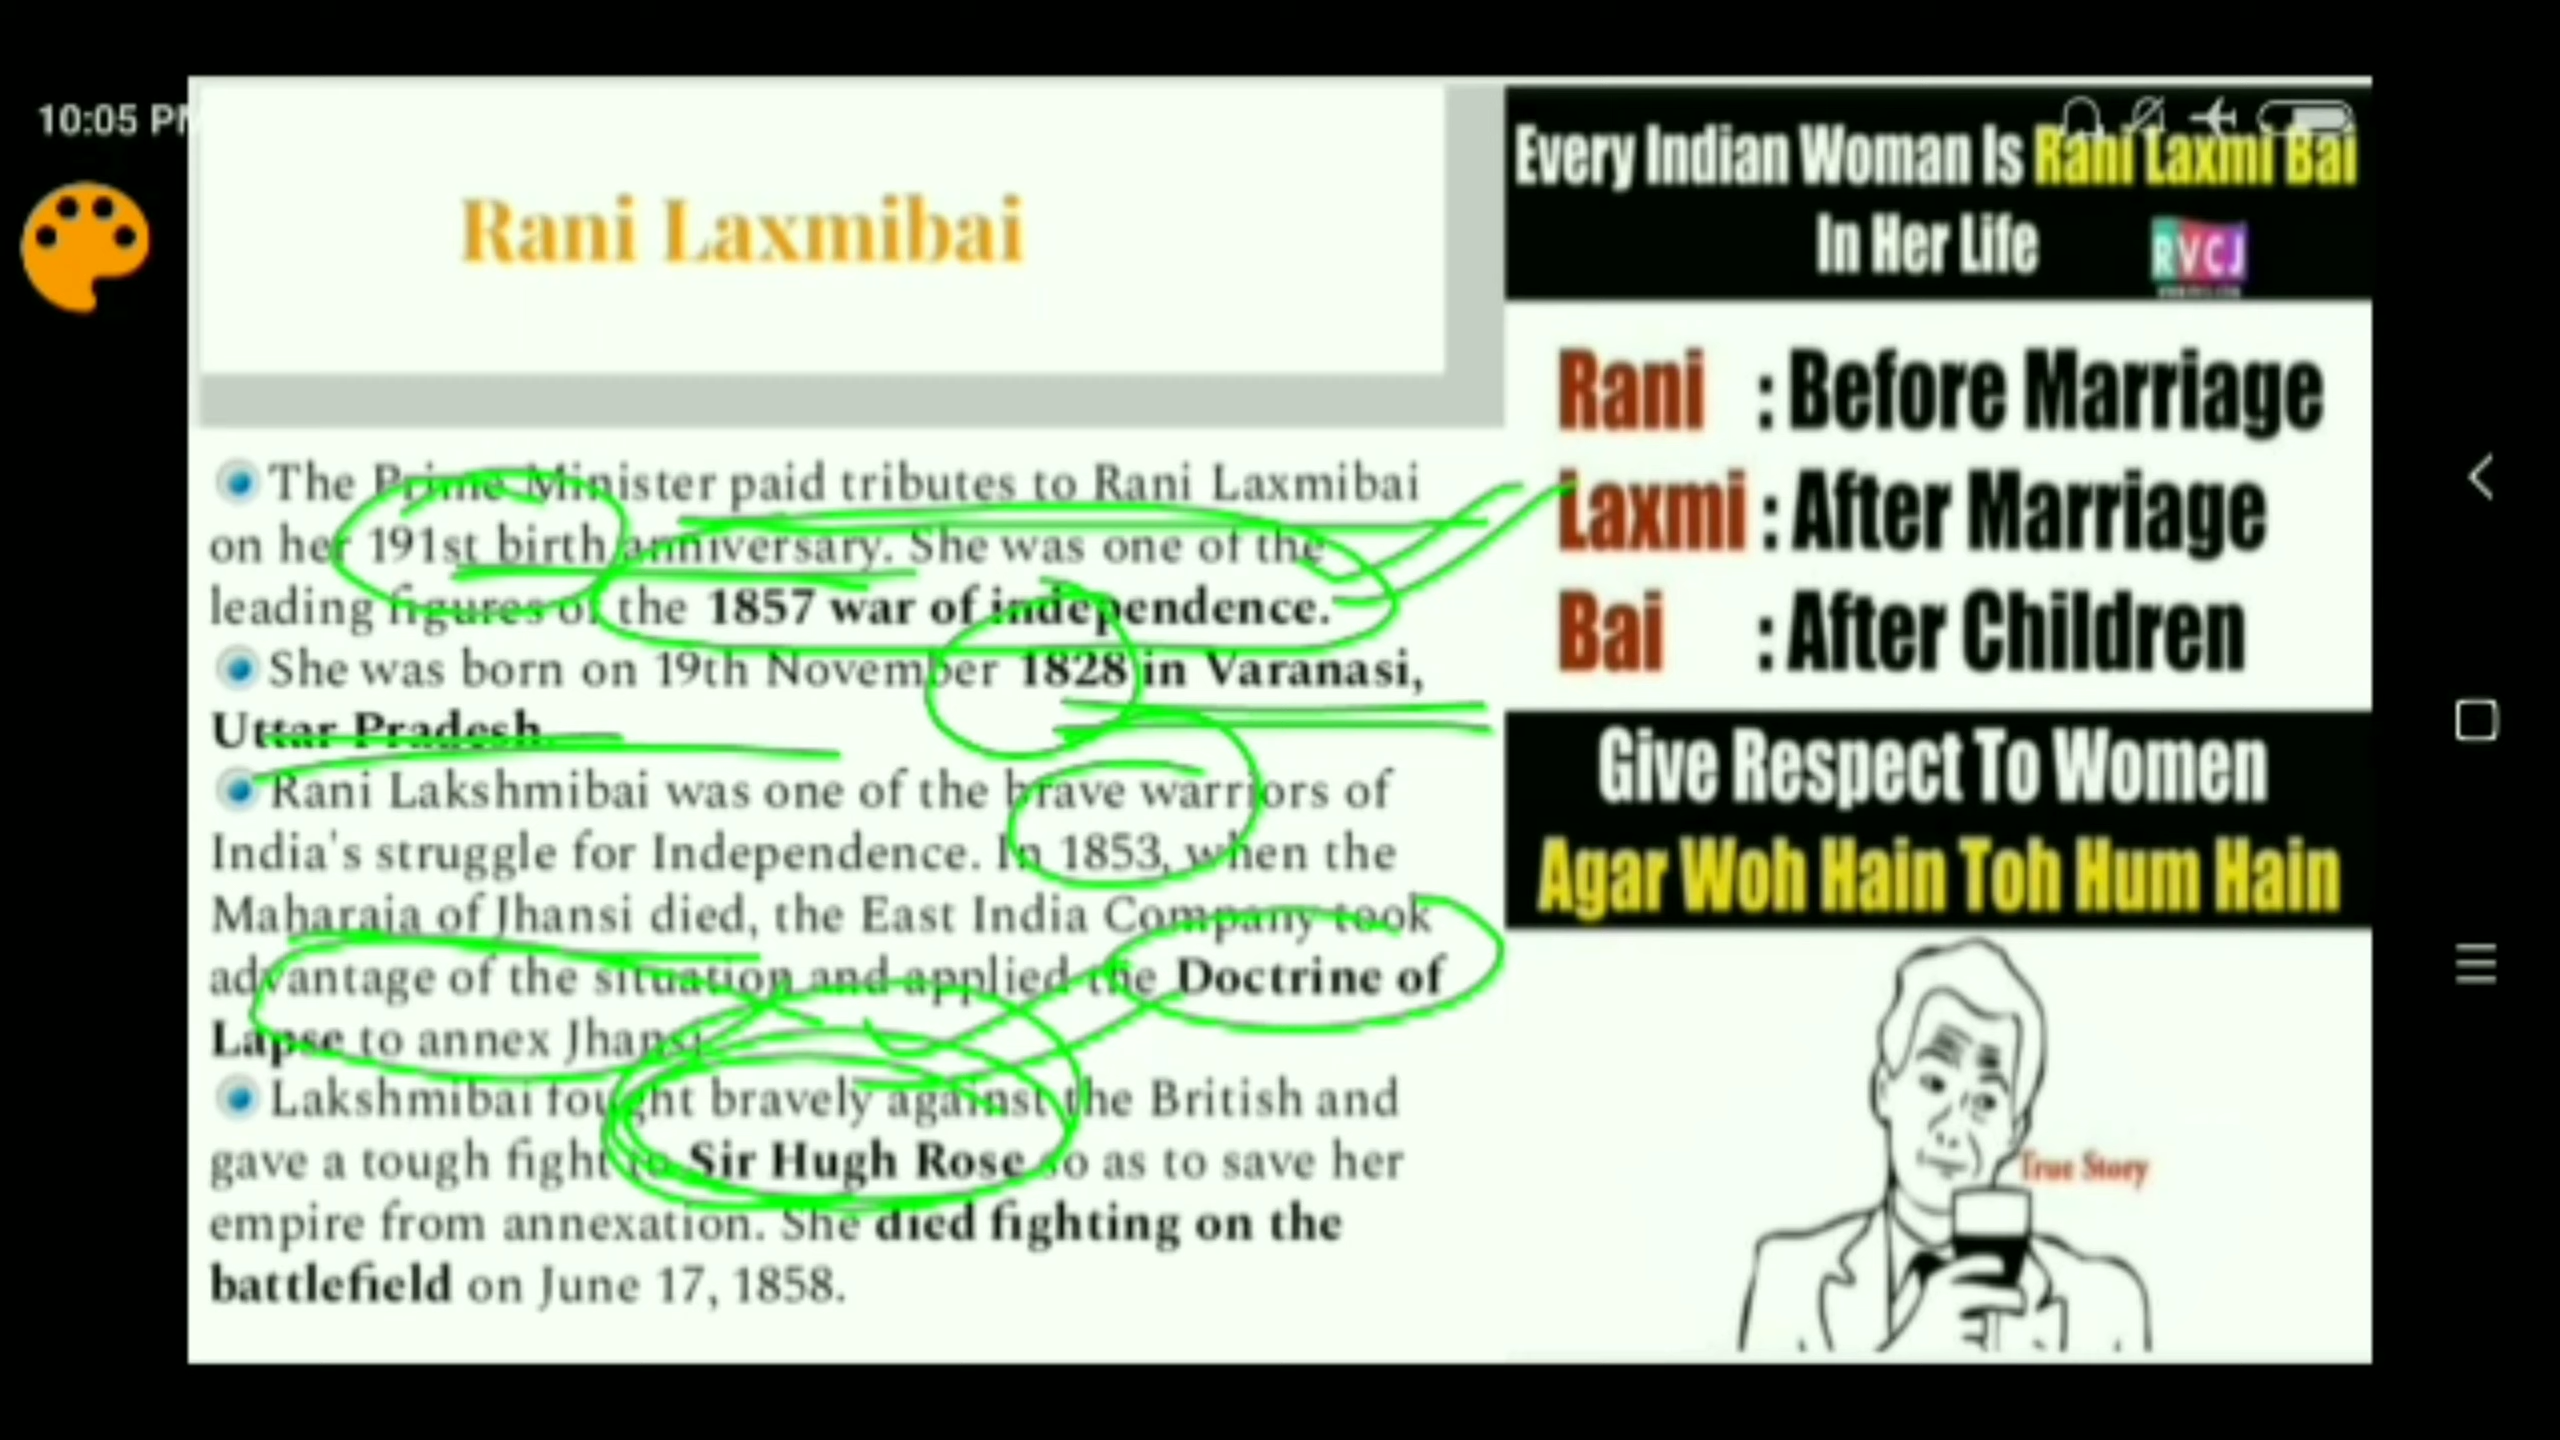 10:05 PM
Rani Laxmibai
The Prime Minister paid tributes to Rani Laxmibai
on her 191st birth anniversary. She was one of the
leading figures of the 1857 war of independence.
She was born on 19th November 1828 in Varanasi,
Uttar Pradesh.
Rani Lakshmibai was one of the brave warriors of
India's struggle for Independence. In 1853, when the
Maharaja of Jhansi died, the East India Company took
advantage of the situation and applied the Doctrine of
Lapse to annex Jhansi.
Lakshmibai fought bravely against the British and
gave a tough fight to Sir Hugh Rose so as to save her
empire from annexation. She died fighting on the
battlefield on June 17, 1858.
Every Indian Woman Is Rani Laxmi Bai
In Her Life
RVCJ
Rani : Before Marriage
Laxmi : After Marriage
Bai : After Children
Give Respect To Women
Agar Woh Hain Toh Hum Hain
True Story